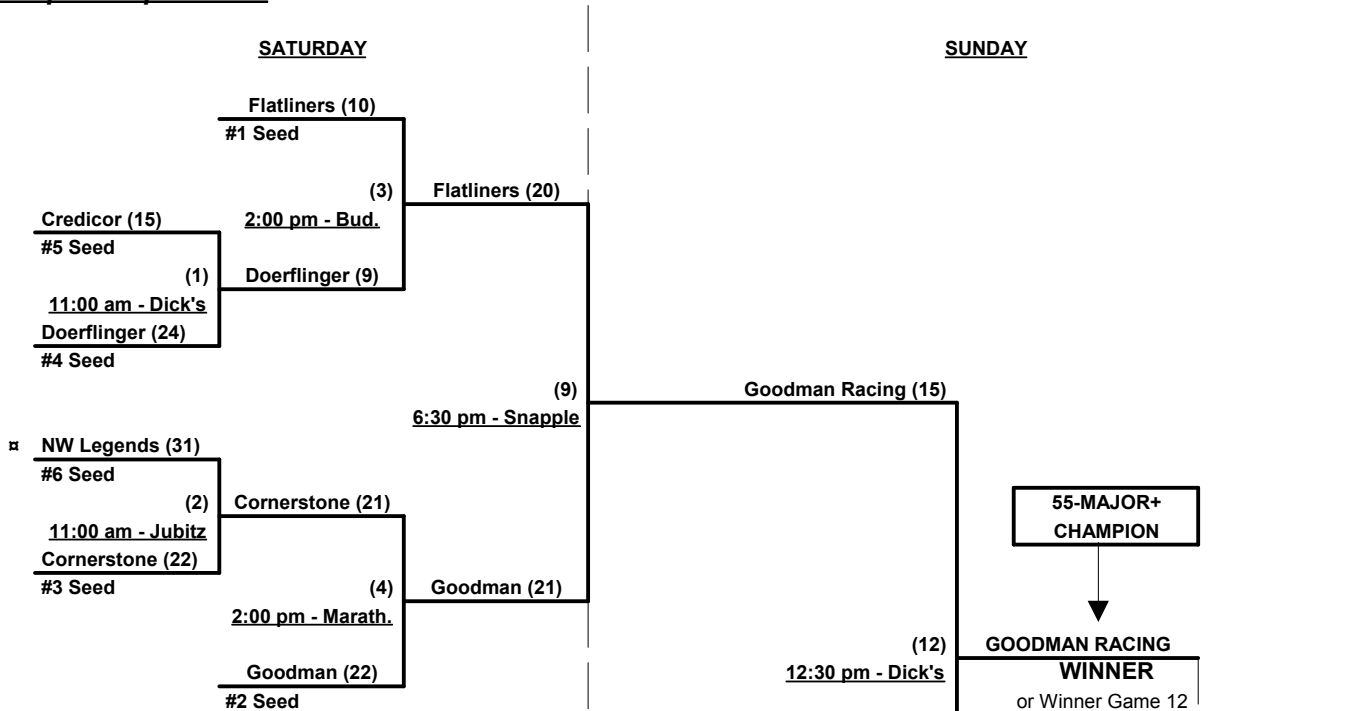 SATURDAY
SUNDAY
Flatliners (10)
#1 Seed
(3)
Flatliners (20)
Credicor (15)
2:00 pm - Bud.
#5 Seed
(1)
Doerflinger (9)
11:00 am - Dick's
Doerflinger (24)
#4 Seed
(9)
Goodman Racing (15)
6:30 pm - Snapple
¤ NW Legends (31)
#6 Seed
(2)
Cornerstone (21)
55-MAJOR+
11:00 am - Jubitz
CHAMPION
Cornerstone (22)
#3 Seed
(4)
Goodman (21)
2:00 pm - Marath.
(12)
GOODMAN RACING
Goodman (22)
12:30 pm - Dick's
WINNER
#2 Seed
or Winner Game 12